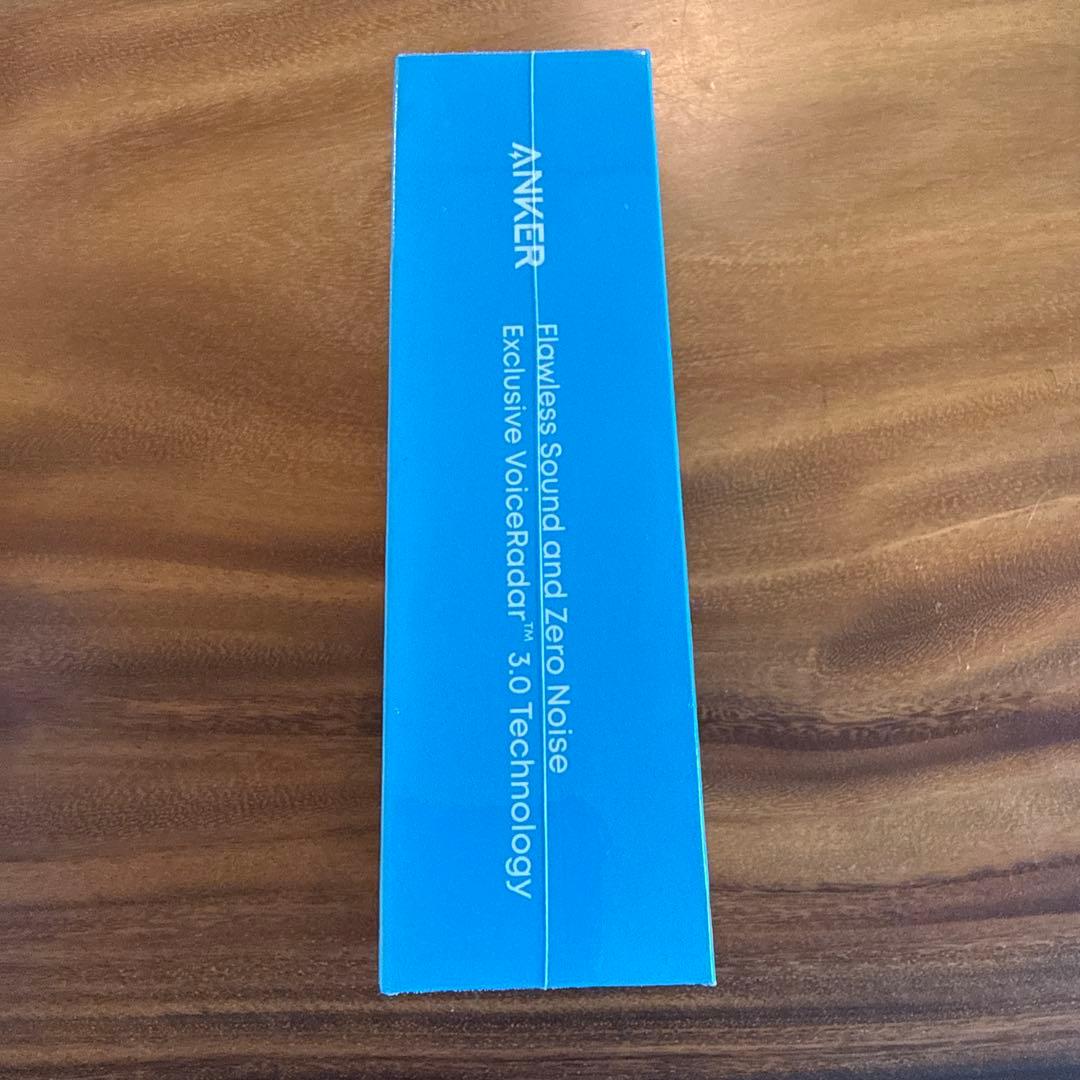 ANKER
Flawless Sound and Zero Noise
Exclusive VoiceRadar™ 3.0 Technology